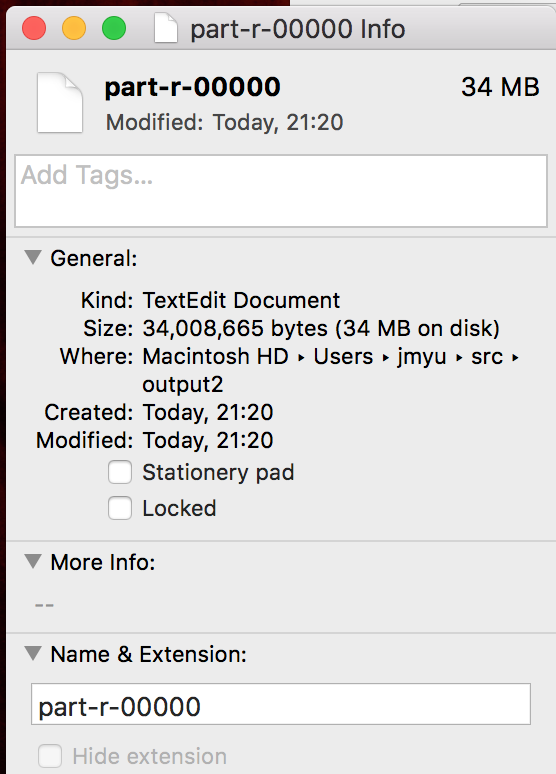 part-r-00000 Info
part-r-00000 34 MB
Modified: Today, 21:20
Add Tags...
General:
Kind: TextEdit Document
Size: 34,008,665 bytes (34 MB on disk)
Where: Macintosh HD ▸ Users ▸ jmyu ▸ src ▸
output2
Created: Today, 21:20
Modified: Today, 21:20
Stationery pad
Locked
More Info:
--
Name & Extension:
part-r-00000
Hide extension